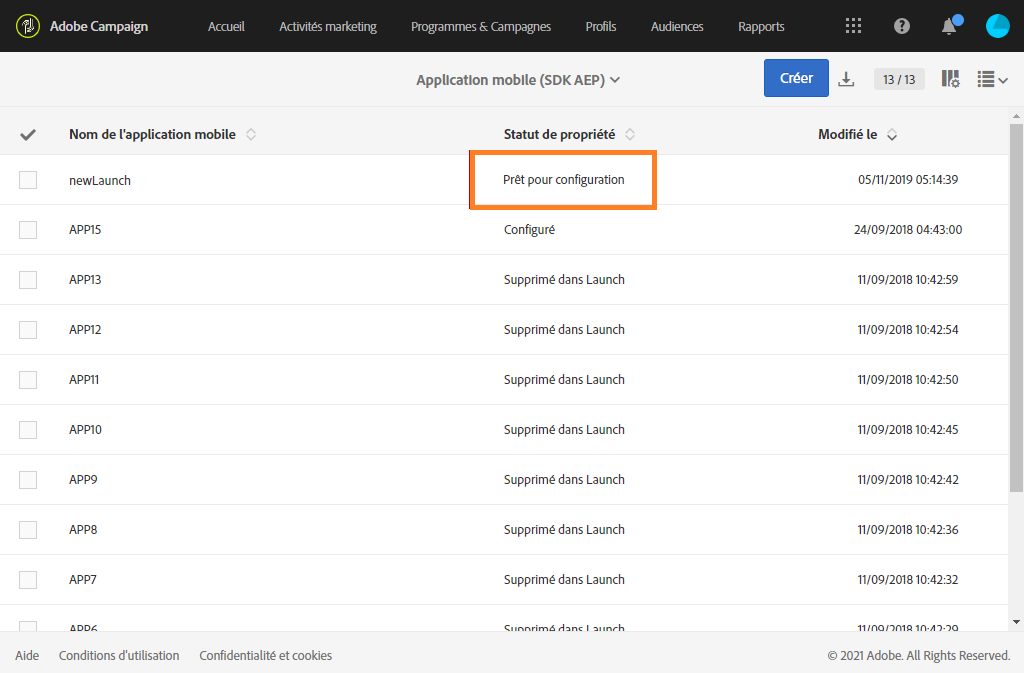 Adobe Campaign Accueil Activités marketing Programmes & Campagnes Profils Audiences Rapports
Application mobile (SDK AEP) Créer 13 / 13
Nom de l'application mobile Statut de propriété Modifié le
newLaunch Prêt pour configuration 05/11/2019 05:14:39
APP15 Configuré 24/09/2018 04:43:00
APP13 Supprimé dans Launch 11/09/2018 10:42:59
APP12 Supprimé dans Launch 11/09/2018 10:42:54
APP11 Supprimé dans Launch 11/09/2018 10:42:50
APP10 Supprimé dans Launch 11/09/2018 10:42:45
APP9 Supprimé dans Launch 11/09/2018 10:42:42
APP8 Supprimé dans Launch 11/09/2018 10:42:36
APP7 Supprimé dans Launch 11/09/2018 10:42:32
APP6 Supprimé dans Launch 11/09/2018 10:42:29
Aide Conditions d'utilisation Confidentialité et cookies © 2021 Adobe. All Rights Reserved.